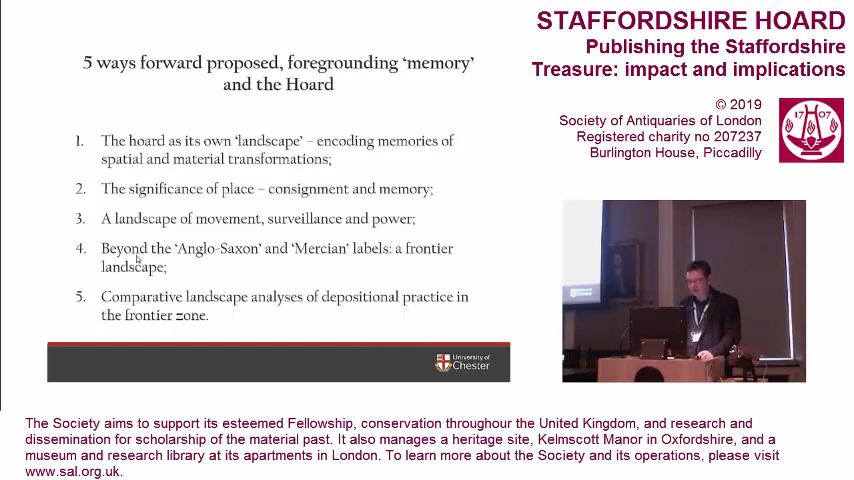 5 ways forward proposed, foregrounding ‘memory’
and the Hoard
1. The hoard as its own ‘landscape’ – encoding memories of
spatial and material transformations;
2. The significance of place – consignment and memory;
3. A landscape of movement, surveillance and power;
4. Beyond the ‘Anglo-Saxon’ and ‘Mercian’ labels: a frontier
landscape;
5. Comparative landscape analyses of depositional practice in
the frontier zone.
University of
Chester
STAFFORDSHIRE HOARD
Publishing the Staffordshire
Treasure: impact and implications
© 2019
Society of Antiquaries of London
Registered charity no 207237
Burlington House, Piccadilly
17 07
The Society aims to support its esteemed Fellowship, conservation throughour the United Kingdom, and research and
dissemination for scholarship of the material past. It also manages a heritage site, Kelmscott Manor in Oxfordshire, and a
museum and research library at its apartments in London. To learn more about the Society and its operations, please visit
www.sal.org.uk.